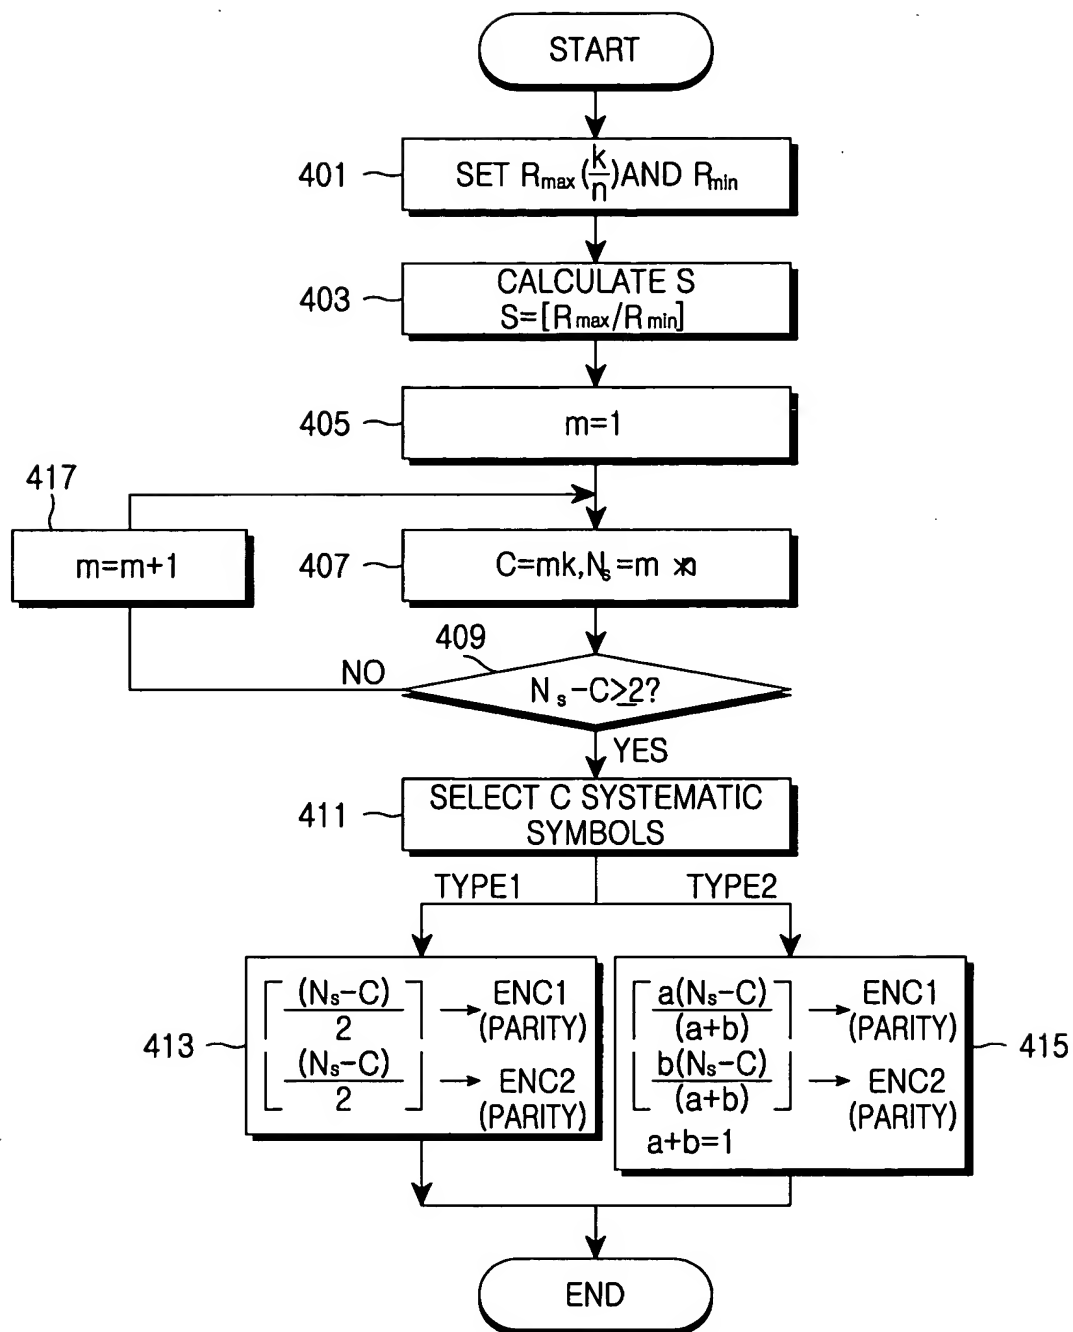 START
401
SET Rmax(k/n)AND Rmin
403
CALCULATE S
S=[Rmax/Rmin]
405
m=1
417
m=m+1
407
C=mk,Ns=m ×n
409
NO
Ns-C≥2?
YES
411
SELECT C SYSTEMATIC
SYMBOLS
TYPE1
TYPE2
413
⌈(Ns-C)/2⌉ → ENC1
(PARITY)
⌊(Ns-C)/2⌋ → ENC2
(PARITY)
415
⌈a(Ns-C)/(a+b)⌉ → ENC1
(PARITY)
⌊b(Ns-C)/(a+b)⌋ → ENC2
(PARITY)
a+b=1
END